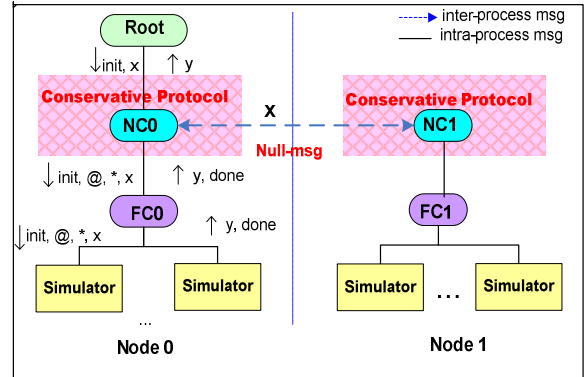 Root
inter-process msg
intra-process msg
↓init, x
↑ y
Conservative Protocol
Conservative Protocol
NC0
x
NC1
Null-msg
↓ init, @, *, x
↑ y, done
FC0
FC1
↓init, @, *, x
↑ y, done
Simulator
Simulator
Simulator
...
Simulator
...
Node 0
Node 1